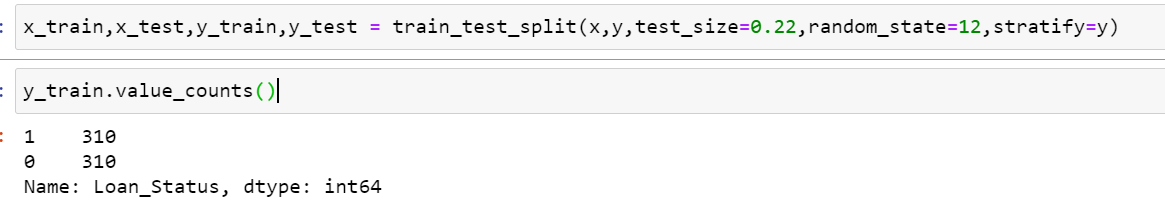 x_train,x_test,y_train,y_test = train_test_split(x,y,test_size=0.22,random_state=12,stratify=y)
y_train.value_counts()
1    310
0    310
Name: Loan_Status, dtype: int64